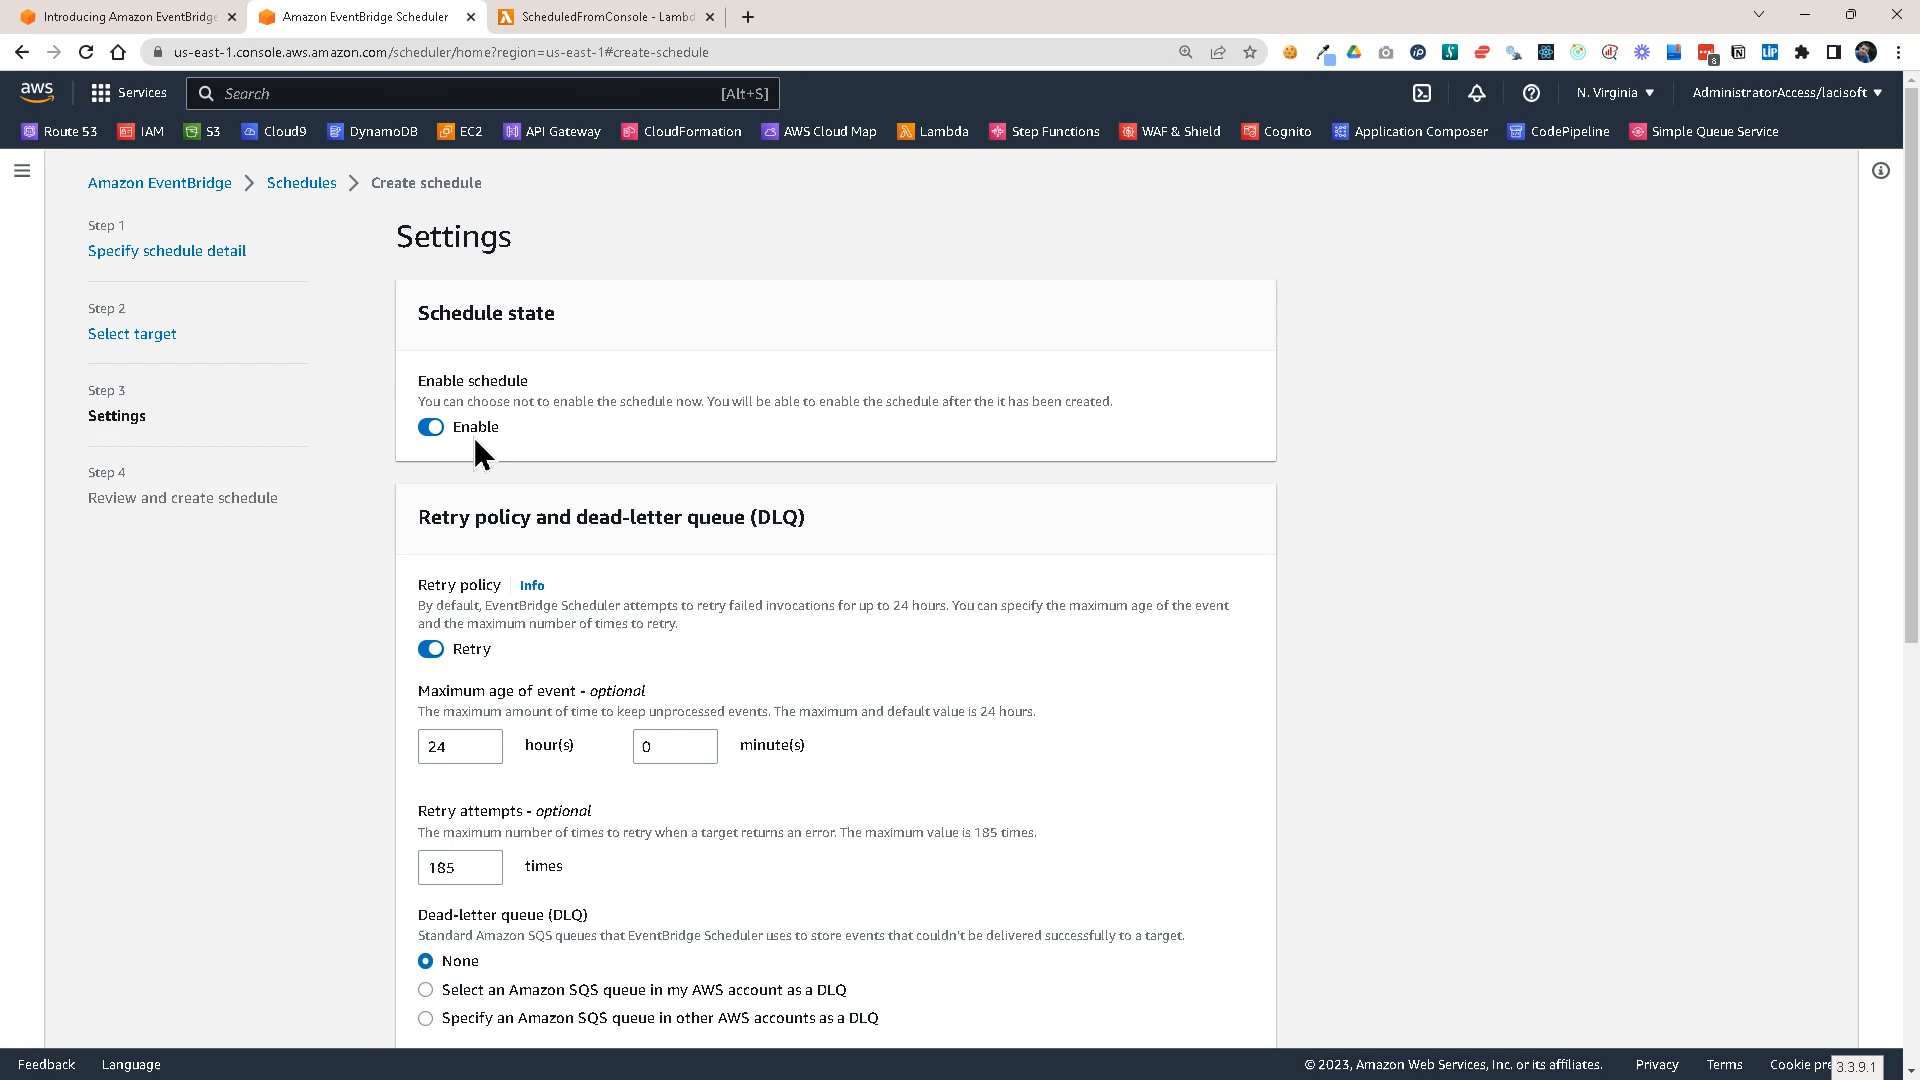 Introducing Amazon EventBridge
Amazon EventBridge Scheduler
ScheduledFromConsole - Lambd
us-east-1.console.aws.amazon.com/scheduler/home?region=us-east-1#create-schedule
8
aws
Services
Search
[Alt+S]
N. Virginia
AdministratorAccess/lacisoft
Route 53
IAM
S3
Cloud9
DynamoDB
EC2
API Gateway
CloudFormation
AWS Cloud Map
Lambda
Step Functions
WAF & Shield
Cognito
Application Composer
CodePipeline
Simple Queue Service
Amazon EventBridge
Schedules
Create schedule
Step 1
Specify schedule detail
Step 2
Select target
Step 3
Settings
Step 4
Review and create schedule
Settings
Schedule state
Enable schedule
You can choose not to enable the schedule now. You will be able to enable the schedule after the it has been created.
Enable
Retry policy and dead-letter queue (DLQ)
Retry policy Info
By default, EventBridge Scheduler attempts to retry failed invocations for up to 24 hours. You can specify the maximum age of the event
and the maximum number of times to retry.
Retry
Maximum age of event - optional
The maximum amount of time to keep unprocessed events. The maximum and default value is 24 hours.
24 hour(s) 0 minute(s)
Retry attempts - optional
The maximum number of times to retry when a target returns an error. The maximum value is 185 times.
185 times
Dead-letter queue (DLQ)
Standard Amazon SQS queues that EventBridge Scheduler uses to store events that couldn't be delivered successfully to a target.
None
Select an Amazon SQS queue in my AWS account as a DLQ
Specify an Amazon SQS queue in other AWS accounts as a DLQ
Feedback
Language
© 2023, Amazon Web Services, Inc. or its affiliates.
Privacy
Terms
Cookie pre
3.3.9.1